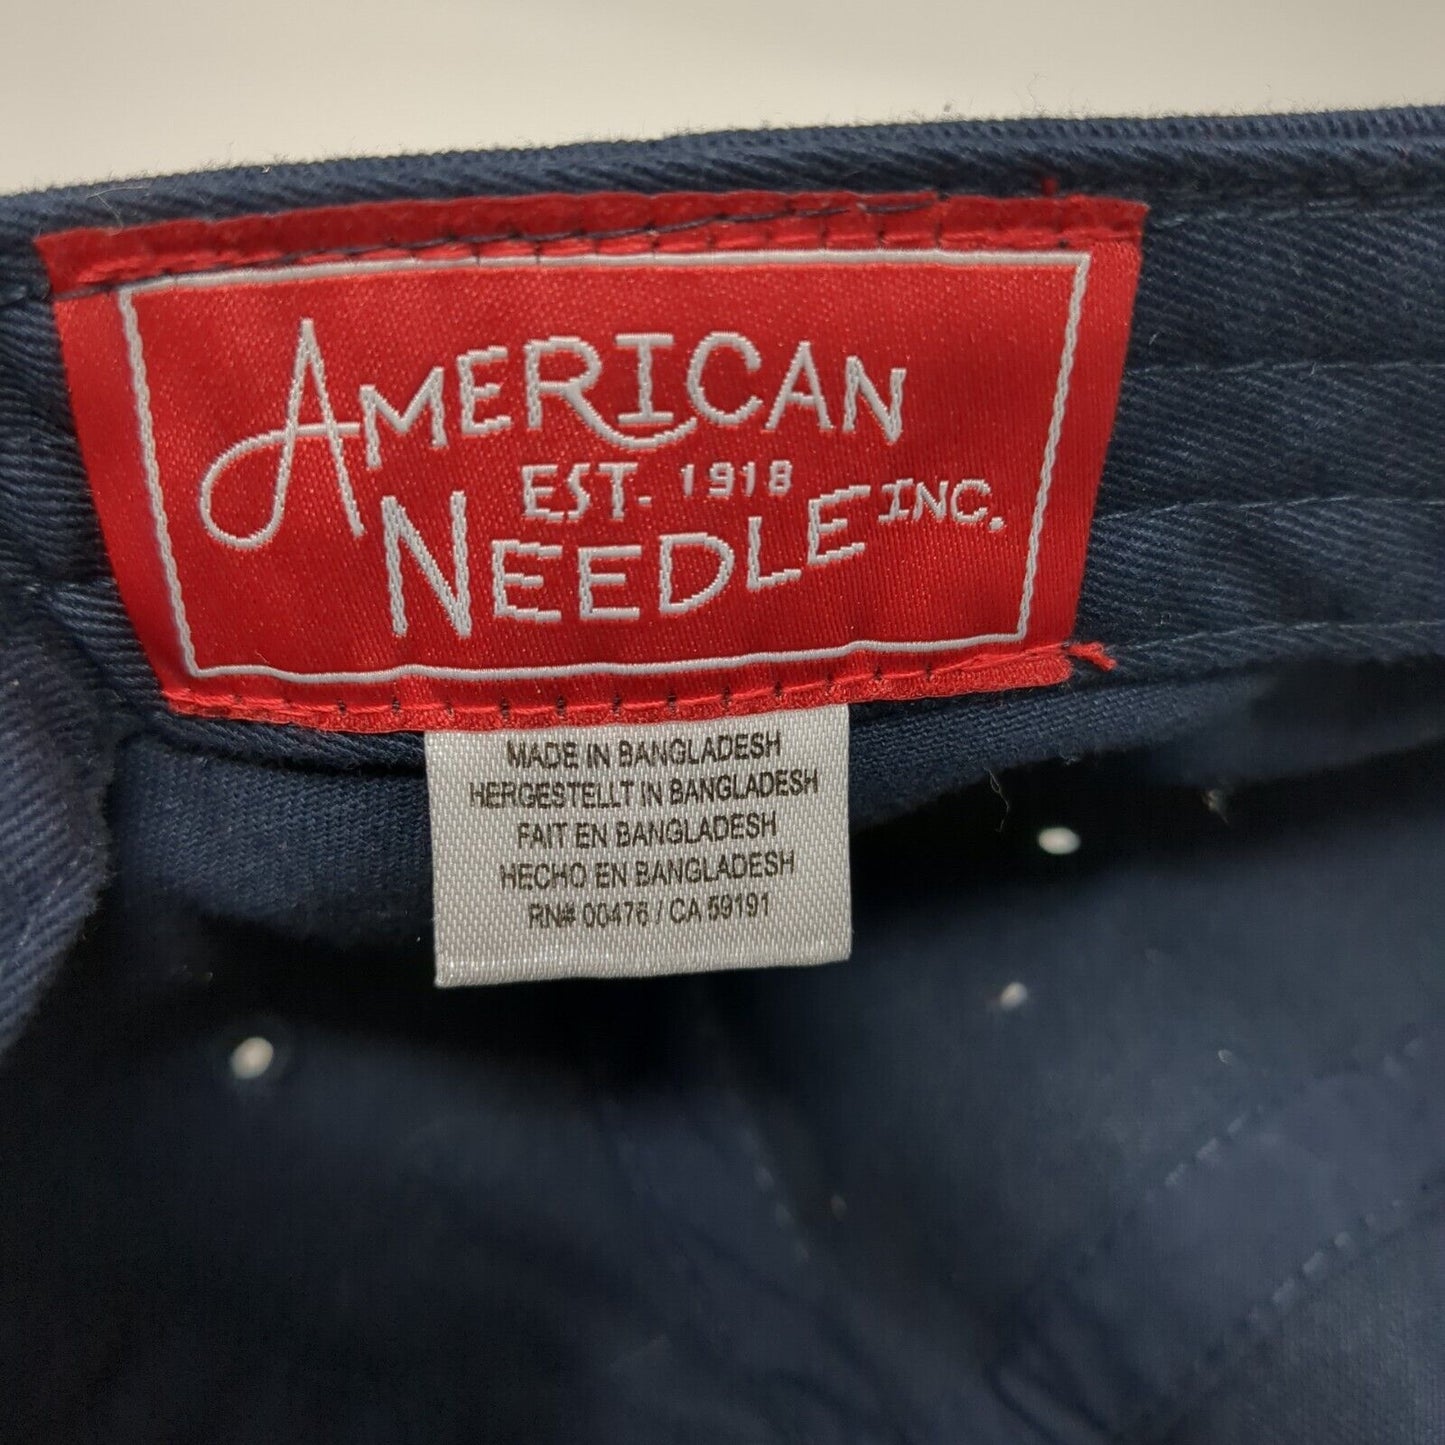 AMERICAN
EST. 1918
NEEDLE INC.
MADE IN BANGLADESH
HERGESTELLT IN BANGLADESH
FAIT EN BANGLADESH
HECHO EN BANGLADESH
RN# 00476 / CA 59191